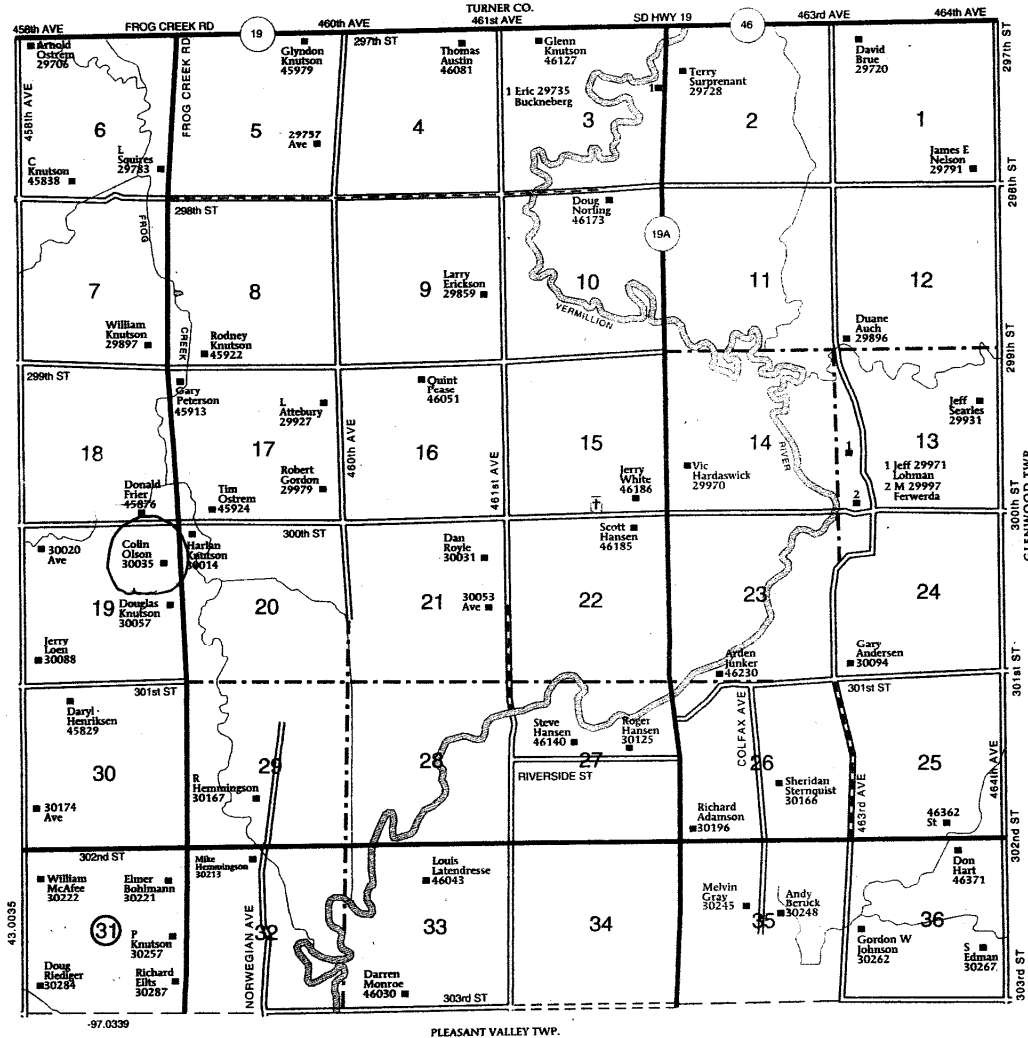 TURNER CO.
458th AVE
FROG CREEK RD
19
460th AVE
461st AVE
SD HWY 19
46
463rd AVE
464th AVE
297th ST
297th ST
Arnold
Ostrem
29706
Glyndon
Knutson
45979
Thomas
Austin
46081
Glenn
Knutson
46127
David
Brue
29720
Terry
Surprenant
29728
1 Eric 29735
Buckneberg
1
458th AVE
FROG CREEK RD
6
5
4
3
2
1
29757
Ave
L
Squires
29783
C
Knutson
45838
James E
Nelson
29791
298th ST
298th ST
Doug
Norling
46173
19A
FROG
7
8
9
10
11
12
Larry
Erickson
29859
VERMILLION
William
Knutson
29897
CREEK
Rodney
Knutson
45922
Duane
Auch
29896
299th ST
299th ST
Gary
Peterson
45913
L
Attebury
29927
Quint
Pease
46051
Jeff
Searles
29931
460th AVE
461st AVE
18
17
16
15
14
13
RIVER
Robert
Gordon
29979
Jerry
White
46186
Vic
Hardaswick
29970
1
1 Jeff 29971
Lohman
2 M 29997
Ferwerda
2
Donald
Frier
45876
Tim
Ostrem
45924
300th ST
300th ST
GLENWOOD TWP.
30020
Ave
Colin
Olson
30035
Harlan
Knutson
30014
Dan
Royle
30031
Scott
Hansen
46185
19
Douglas
Knutson
30057
20
21
30053
Ave
22
23
24
Jerry
Loen
30088
Arden
Junker
46230
Gary
Andersen
30094
301st ST
301st ST
301st ST
Daryl
Henriksen
45829
Steve
Hansen
46140
Roger
Hansen
30125
COLFAX AVE
30
29
28
27
26
25
RIVERSIDE ST
463rd AVE
464th AVE
R
Hemmingson
30167
Sheridan
Sternquist
30166
30174
Ave
Richard
Adamson
30196
46362
St
302nd ST
302nd ST
Mike
Hemmingson
30213
William
McAfee
30222
Elmer
Bohlmann
30221
Louis
Latendresse
46043
Don
Hart
46371
Melvin
Gray
30245
Andy
Beruck
30248
43.0035
31
32
33
34
35
36
P
Knutson
30257
Gordon W
Johnson
30262
S
Edman
30267
NORWEGIAN AVE
Doug
Riediger
30284
Richard
Eilts
30287
Darren
Monroe
46030
303rd ST
303rd ST
-97.0339
PLEASANT VALLEY TWP.